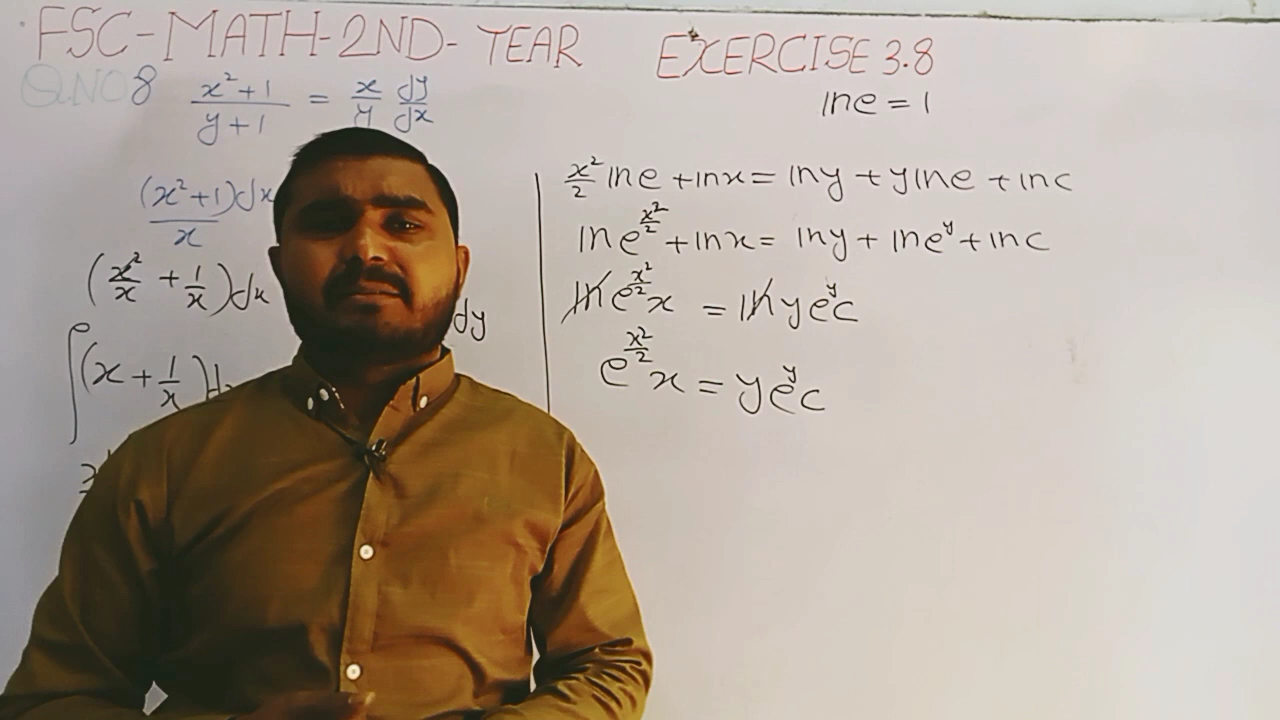 FSC-MATH-2ND-YEAR EXERCISE 3.8
Q.NO 8 (x²+1)/(y+1) = x/y dy/dx
lne = 1
(x²+1)dx/x
(x²/x + 1/x)dx
dy
∫(x + 1/x)
x²/2 lne + lnx = lny + ylne + lnc
lne^(x²/2) + lnx = lny + lne^y + lnc
lne^(x²/2) x = ln ye^y c
e^(x²/2) x = ye^y c